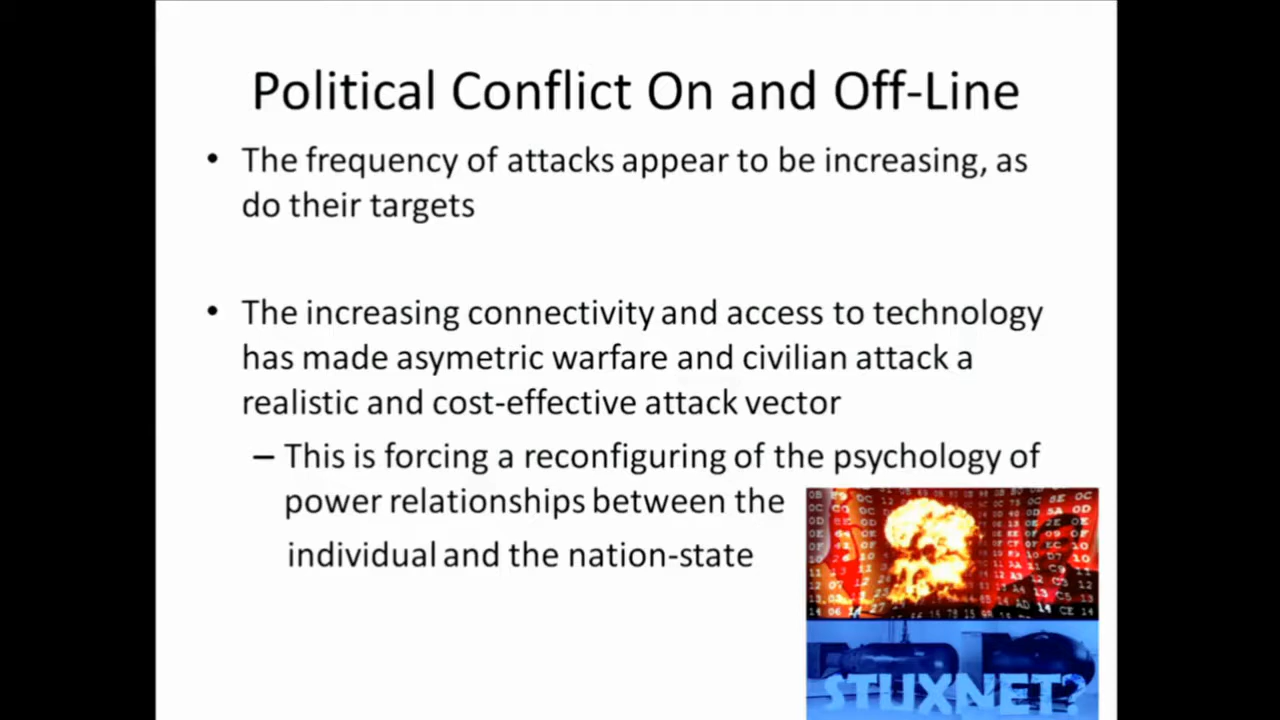 Political Conflict On and Off-Line
• The frequency of attacks appear to be increasing, as
do their targets
• The increasing connectivity and access to technology
has made asymetric warfare and civilian attack a
realistic and cost-effective attack vector
– This is forcing a reconfiguring of the psychology of
power relationships between the
individual and the nation-state
STUXNET?